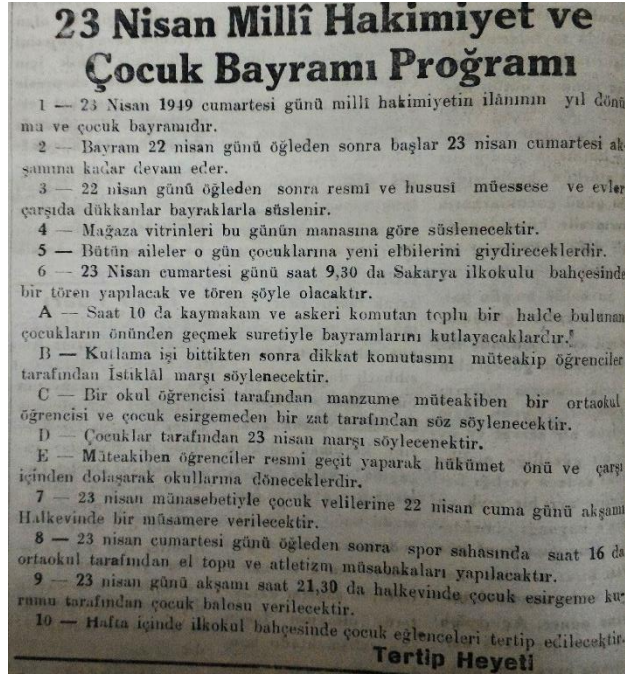 23 Nisan Millî Hakimiyet ve
Çocuk Bayramı Proğramı
1 — 23 Nisan 1949 cumartesi günü millî hakimiyetin ilânının yıl dönü
mü ve çocuk bayramıdır.
2 — Bayram 22 nisan günü öğleden sonra başlar 23 nisan cumartesi ak-
şamına kadar devam eder.
3 — 22 nisan günü öğleden sonra resmî ve hususî müessese ve evler
çarşıda dükkanlar bayraklarla süslenir.
4 — Mağaza vitrinleri bu günün manasına göre süslenecektir.
5 — Bütün aileler o gün çocuklarına yeni elbilerini giydireceklerdir.
6 — 23 Nisan cumartesi günü saat 9,30 da Sakarya ilkokulu bahçesinde
bir tören yapılacak ve tören şöyle olacaktır.
A — Saat 10 da kaymakam ve askeri komutan toplu bir halde bulunan
çocukların önünden geçmek suretiyle bayramlarını kutlayacaklardır.
B — Kutlama işi bittikten sonra dikkat komutasını müteakip öğrenciler
tarafından İstiklâl marşı söylenecektir.
C — Bir okul öğrencisi tarafından manzume müteakiben bir ortaokul
öğrencisi ve çocuk esirgemeden bir zat tarafından söz söylenecektir.
D — Çocuklar tarafından 23 nisan marşı söylecenektir.
E — Müteakiben öğrenciler resmi geçit yaparak hükûmet önü ve çarşı
içinden dolaşarak okullarına döneceklerdir.
7 — 23 nisan münasebetiyle çocuk velilerine 22 nisan cuma günü akşamı
Halkevinde bir müsamere verilecektir.
8 — 23 nisan cumartesi günü öğleden sonra spor sahasında saat 16 da
ortaokul tarafından el topu ve atletizm müsabakaları yapılacaktır.
9 — 23 nisan günü akşamı saat 21,30 da halkevinde çocuk esirgeme ku-
rumu tarafından çocuk balosu verilecektir.
10 — Hafta içinde ilkokul bahçesinde çocuk eğlenceleri tertip edilecektir.
Tertip Heyeti